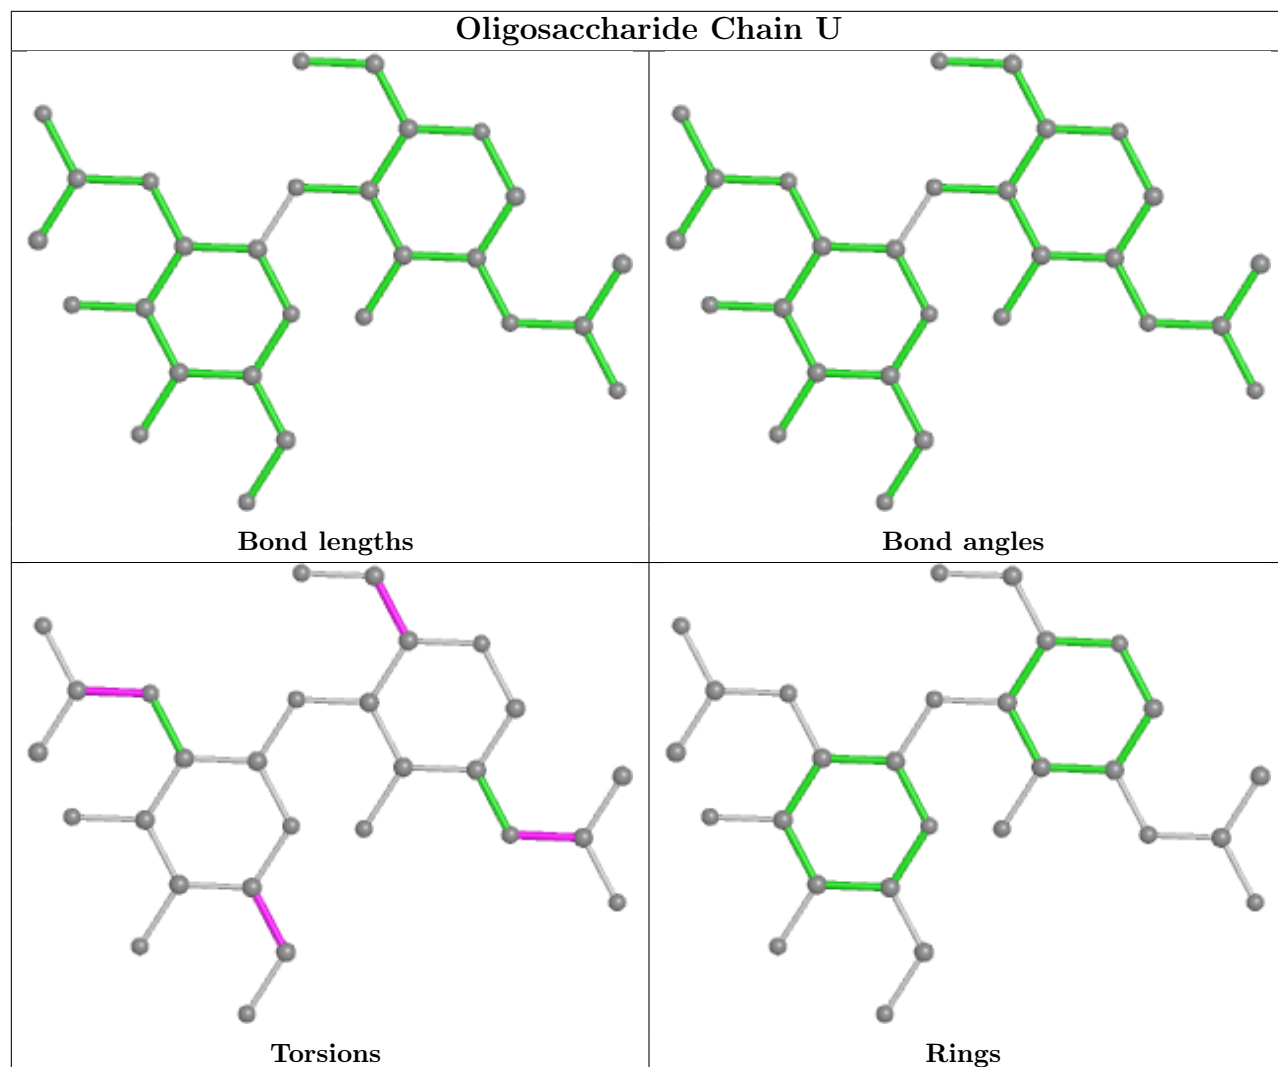 Oligosaccharide Chain U
Bond lengths
Bond angles
Torsions
Rings